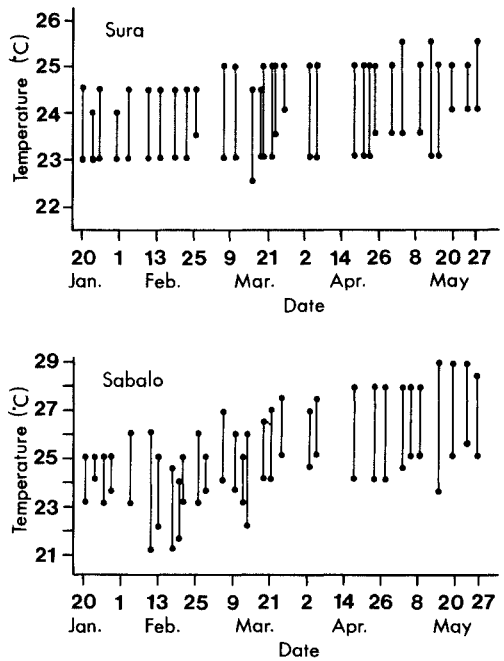 26
Sura
25
24
23
22
Temperature (°C)
20 1 13 25 9 21 2 14 26 8 20 27
Jan. Feb. Mar. Apr. May
Date
29
Sabalo
27
25
23
21
Temperature (°C)
20 1 13 25 9 21 2 14 26 8 20 27
Jan. Feb. Mar. Apr. May
Date